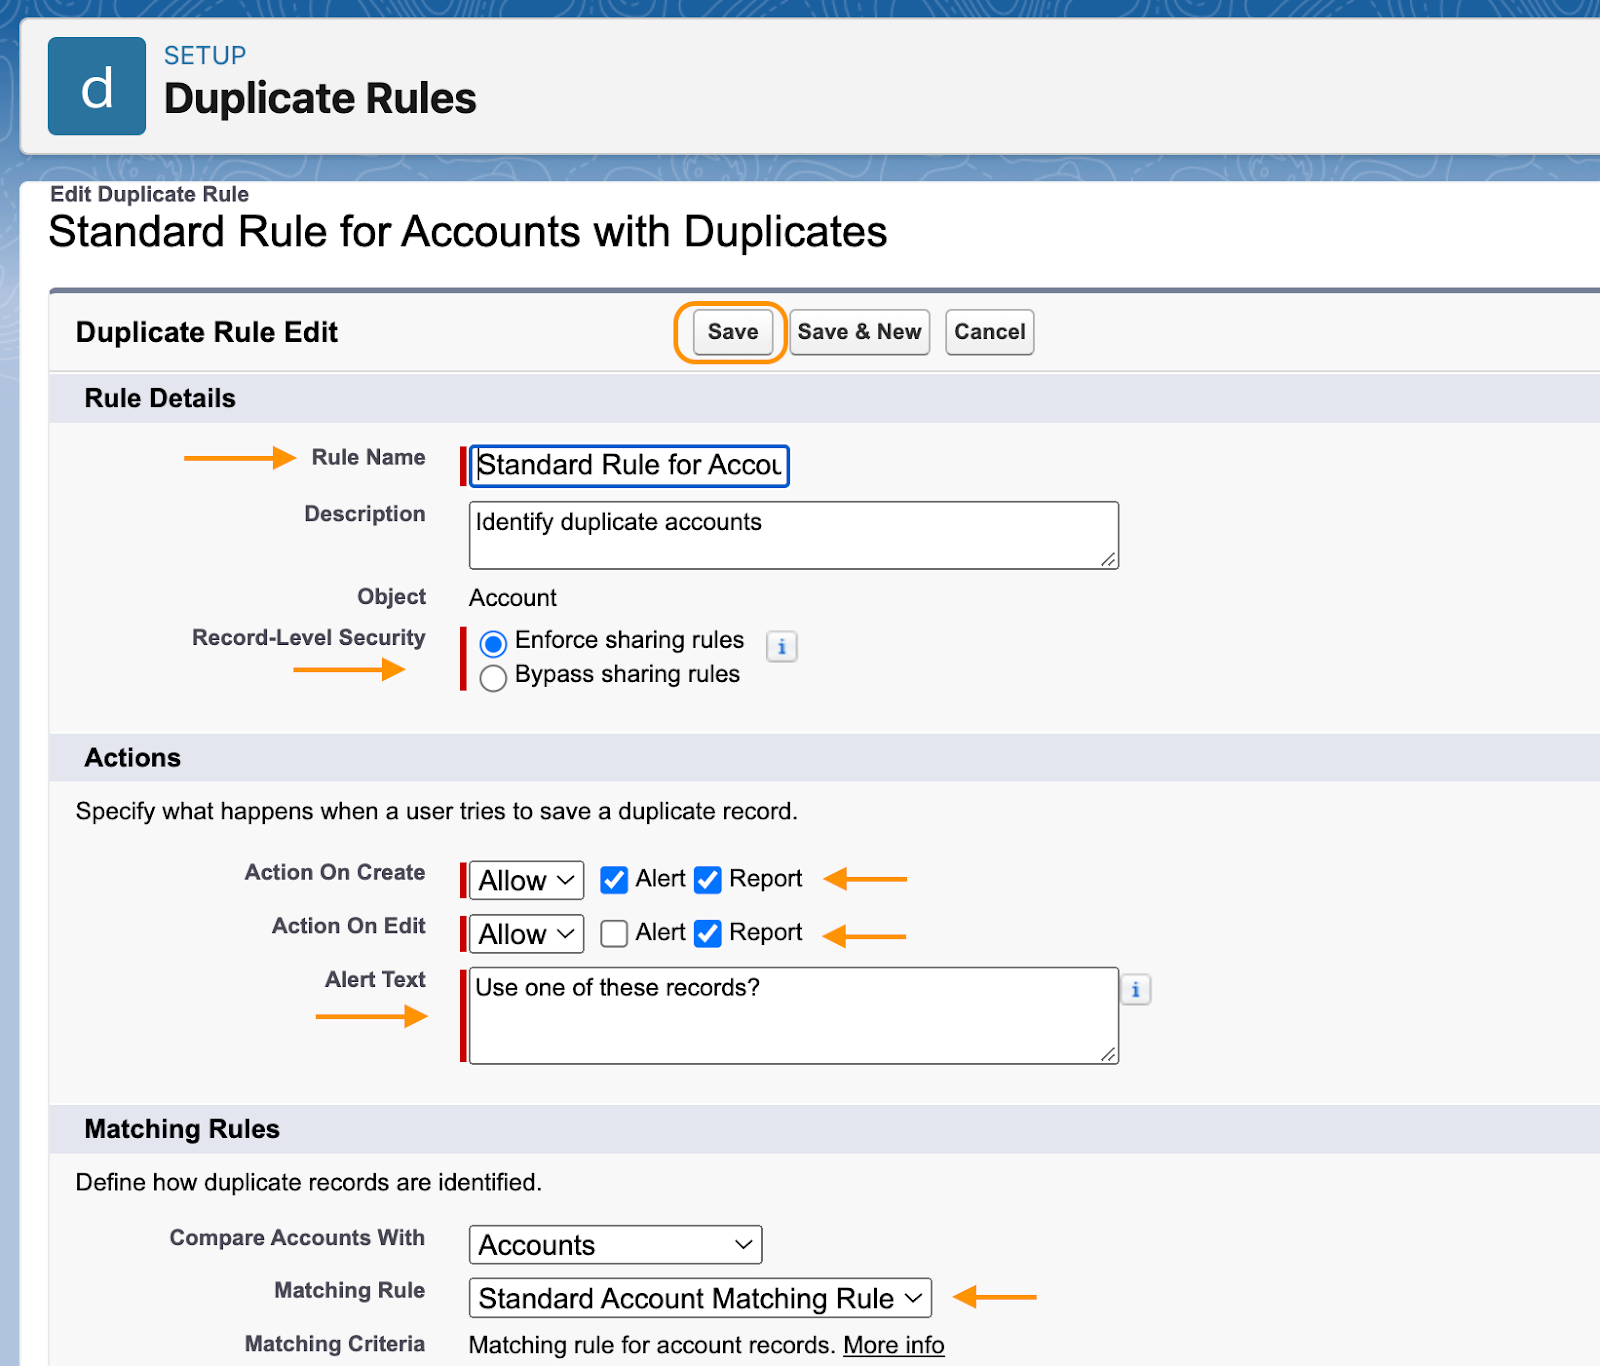 d
SETUP
Duplicate Rules
Edit Duplicate Rule
Standard Rule for Accounts with Duplicates
Duplicate Rule Edit
Save
Save & New
Cancel
Rule Details
Rule Name
Standard Rule for Accou
Description
Identify duplicate accounts
Object
Account
Record-Level Security
Enforce sharing rules
i
Bypass sharing rules
Actions
Specify what happens when a user tries to save a duplicate record.
Action On Create
Allow
Alert
Report
Action On Edit
Allow
Alert
Report
Alert Text
Use one of these records?
i
Matching Rules
Define how duplicate records are identified.
Compare Accounts With
Accounts
Matching Rule
Standard Account Matching Rule
Matching Criteria
Matching rule for account records. More info